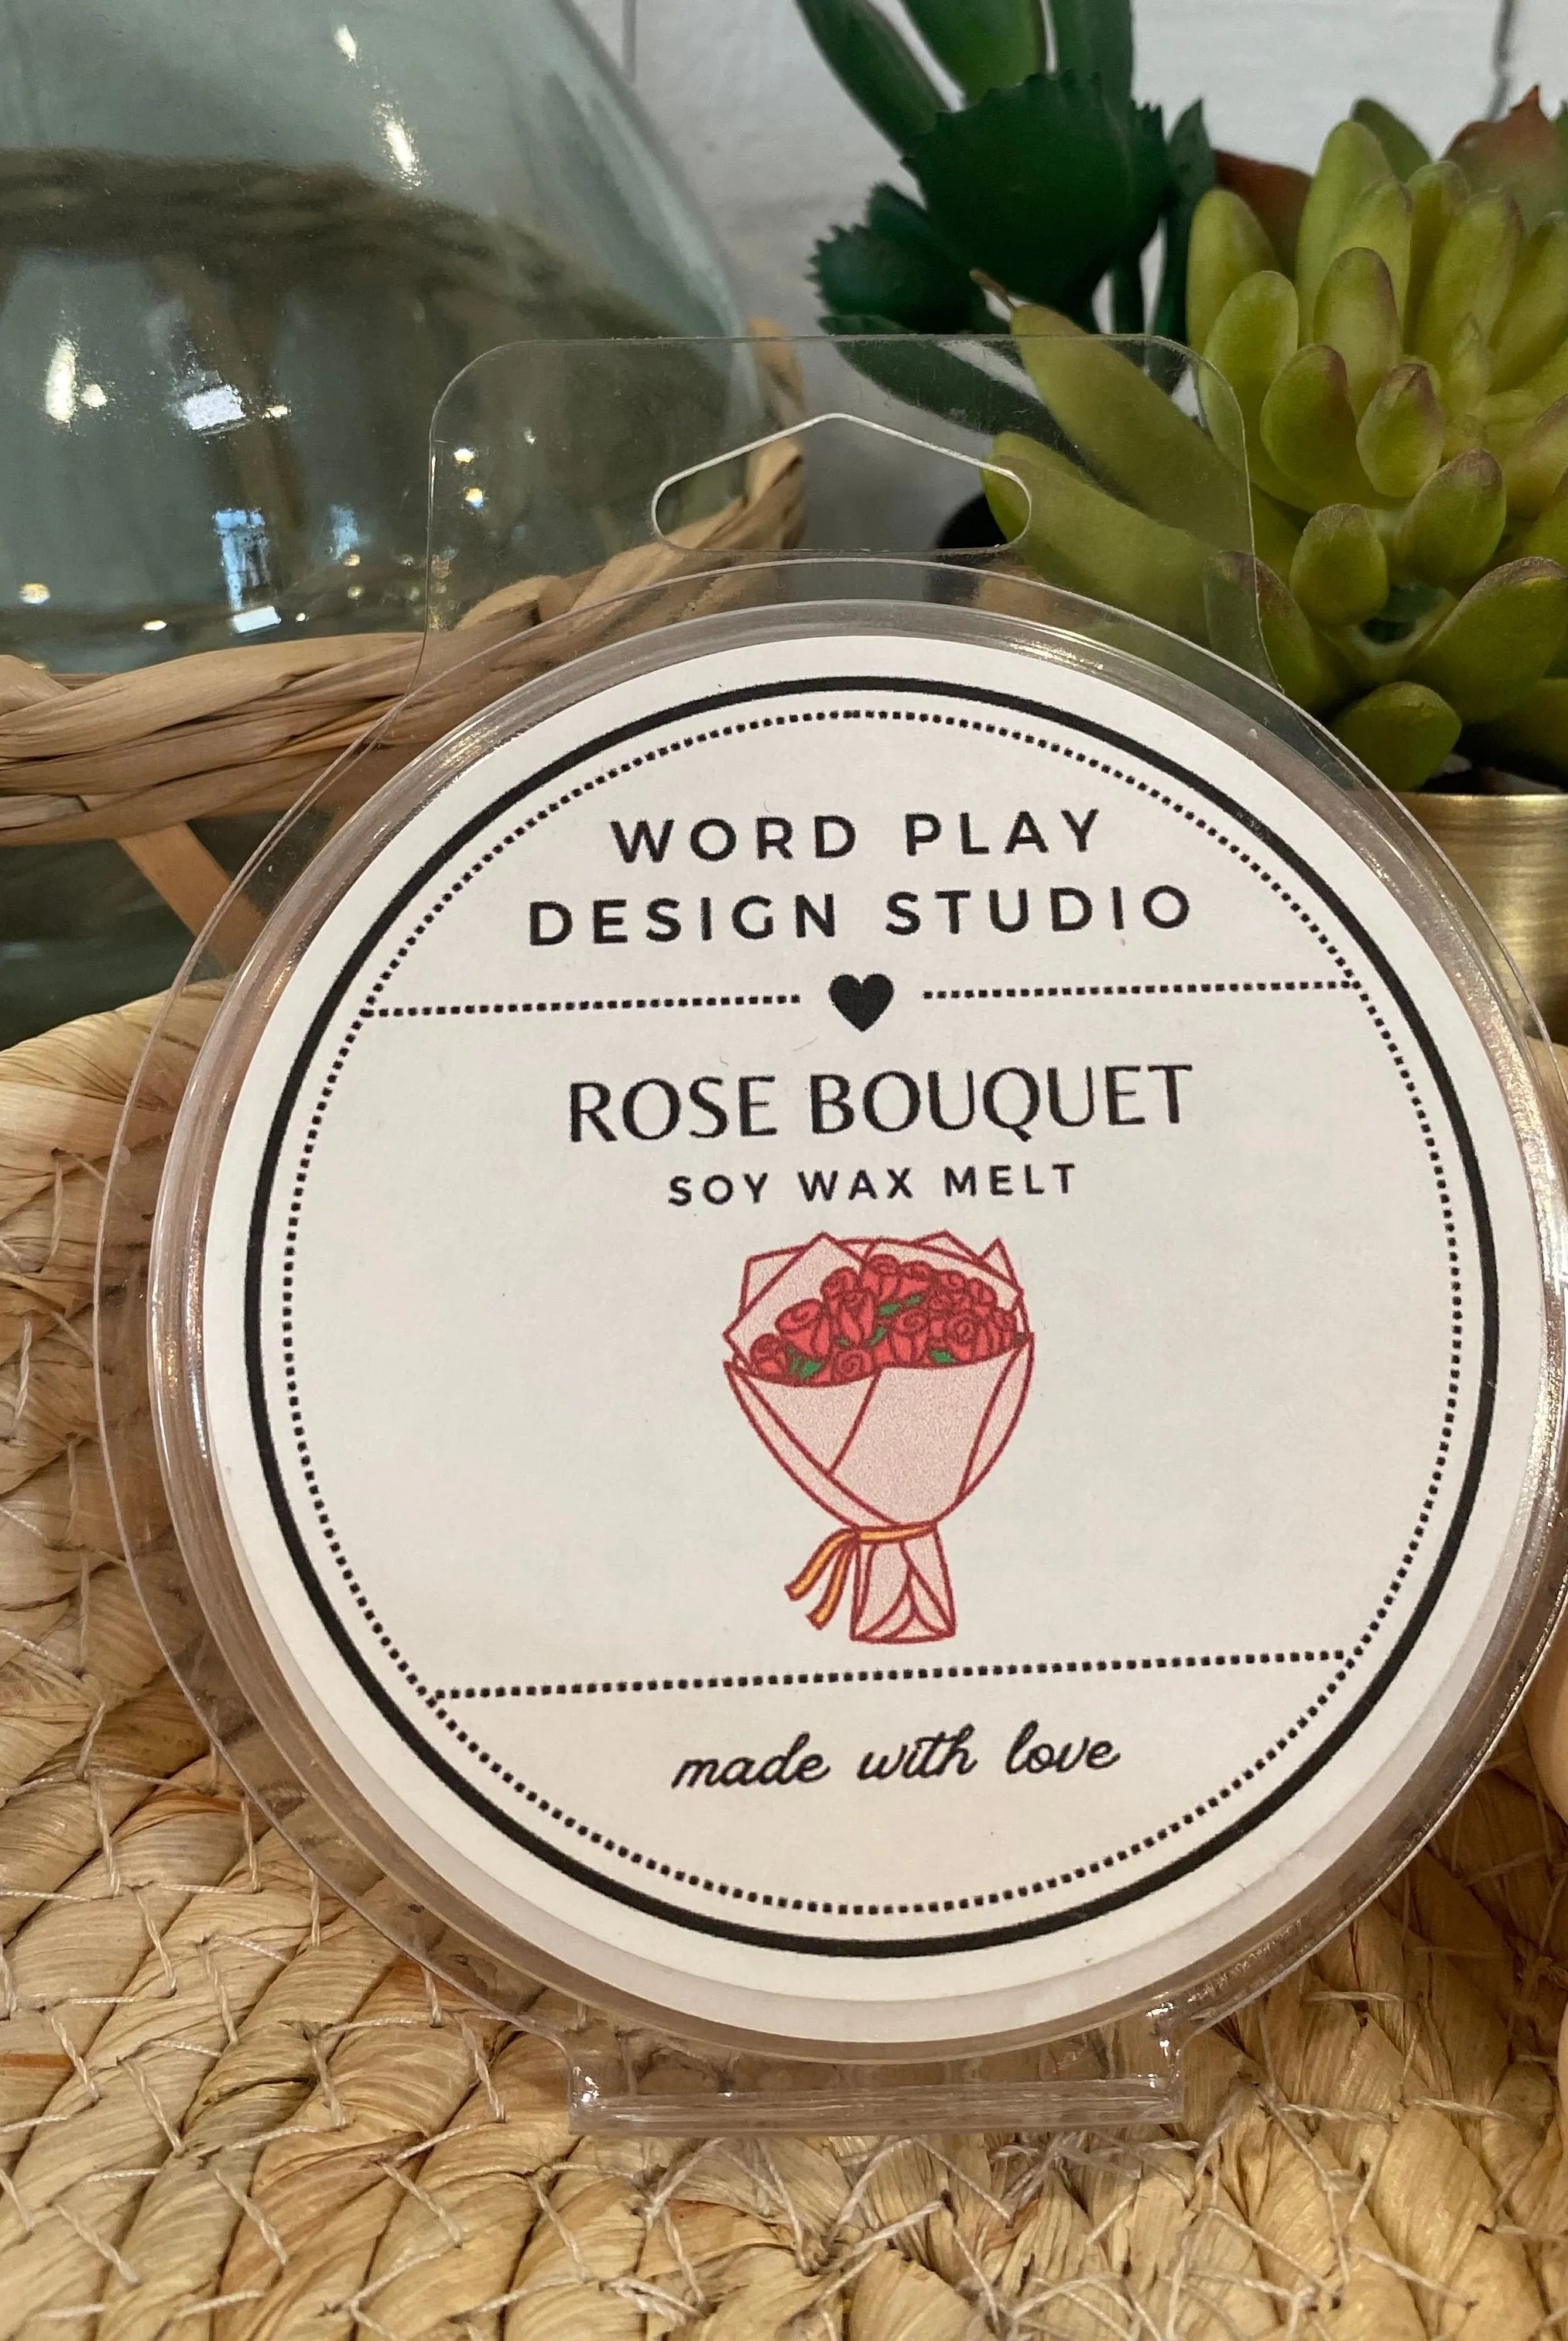 WORD PLAY
DESIGN STUDIO
ROSE BOUQUET
SOY WAX MELT
made with love